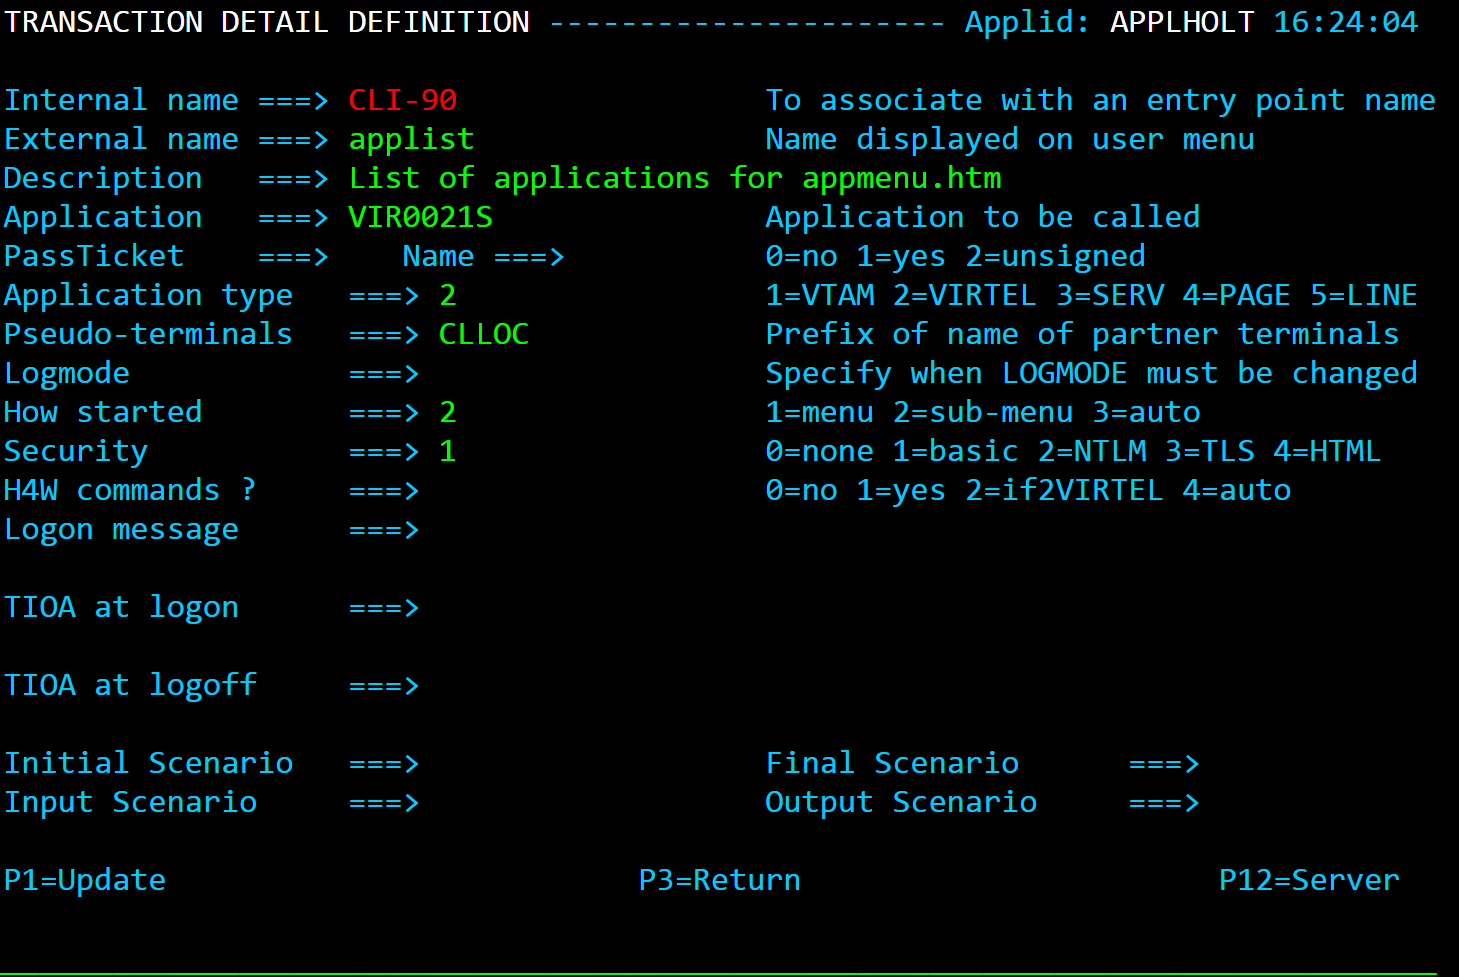 TRANSACTION DETAIL DEFINITION ---------------------- Applid: APPLHOLT 16:24:04
Internal name ===> CLI-90 To associate with an entry point name
External name ===> applist Name displayed on user menu
Description ===> List of applications for appmenu.htm
Application ===> VIR0021S Application to be called
PassTicket ===> Name ===> 0=no 1=yes 2=unsigned
Application type ===> 2 1=VTAM 2=VIRTEL 3=SERV 4=PAGE 5=LINE
Pseudo-terminals ===> CLLOC Prefix of name of partner terminals
Logmode ===> Specify when LOGMODE must be changed
How started ===> 2 1=menu 2=sub-menu 3=auto
Security ===> 1 0=none 1=basic 2=NTLM 3=TLS 4=HTML
H4W commands ? ===> 0=no 1=yes 2=if2VIRTEL 4=auto
Logon message ===>
TIOA at logon ===>
TIOA at logoff ===>
Initial Scenario ===> Final Scenario ===>
Input Scenario ===> Output Scenario ===>
P1=Update P3=Return P12=Server